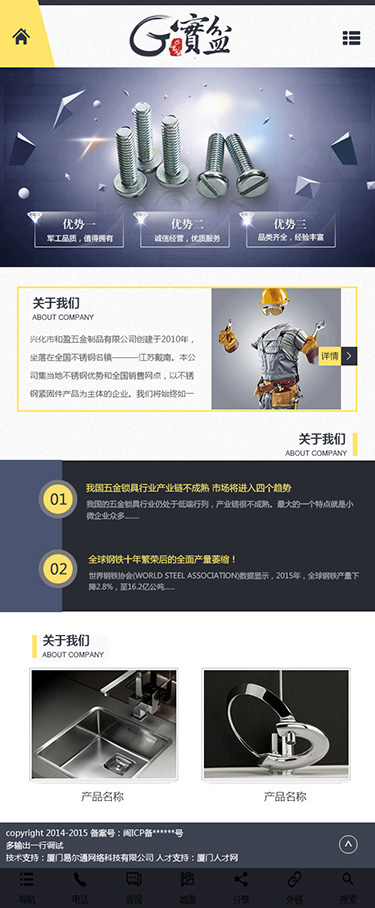 G 實盆
优势一 优势二 优势三
军工品质，值得拥有 诚信经营，优质服务 品类齐全，经验丰富
关于我们
ABOUT COMPANY
兴化市和盈五金制品有限公司创建于2010年，
坐落在全国不锈钢名镇———江苏戴南。本公
司集当地不锈钢优势和全国销售网点，以不锈
钢紧固件产品为主体的企业。我们将始终如一
详情
关于我们
ABOUT COMPANY
01
我国五金锁具行业产业链不成熟 市场将进入四个趋势
我国的五金锁具行业仍处于低端行列，产业链很不成熟。最大的一个特点就是小
微企业众多......
02
全球钢铁十年繁荣后的全面产量萎缩！
世界钢铁协会(WORLD STEEL ASSOCIATION)数据显示，2015年，全球钢铁产量下
降2.8%，至16.2亿公吨......
关于我们
ABOUT COMPANY
产品名称 产品名称
copyright 2014-2015 备案号：闽ICP备******号
多输出一行调试
技术支持：厦门易尔通网络科技有限公司 人才支持：厦门人才网
导航 电话 咨询 地图 分享 外链 搜索